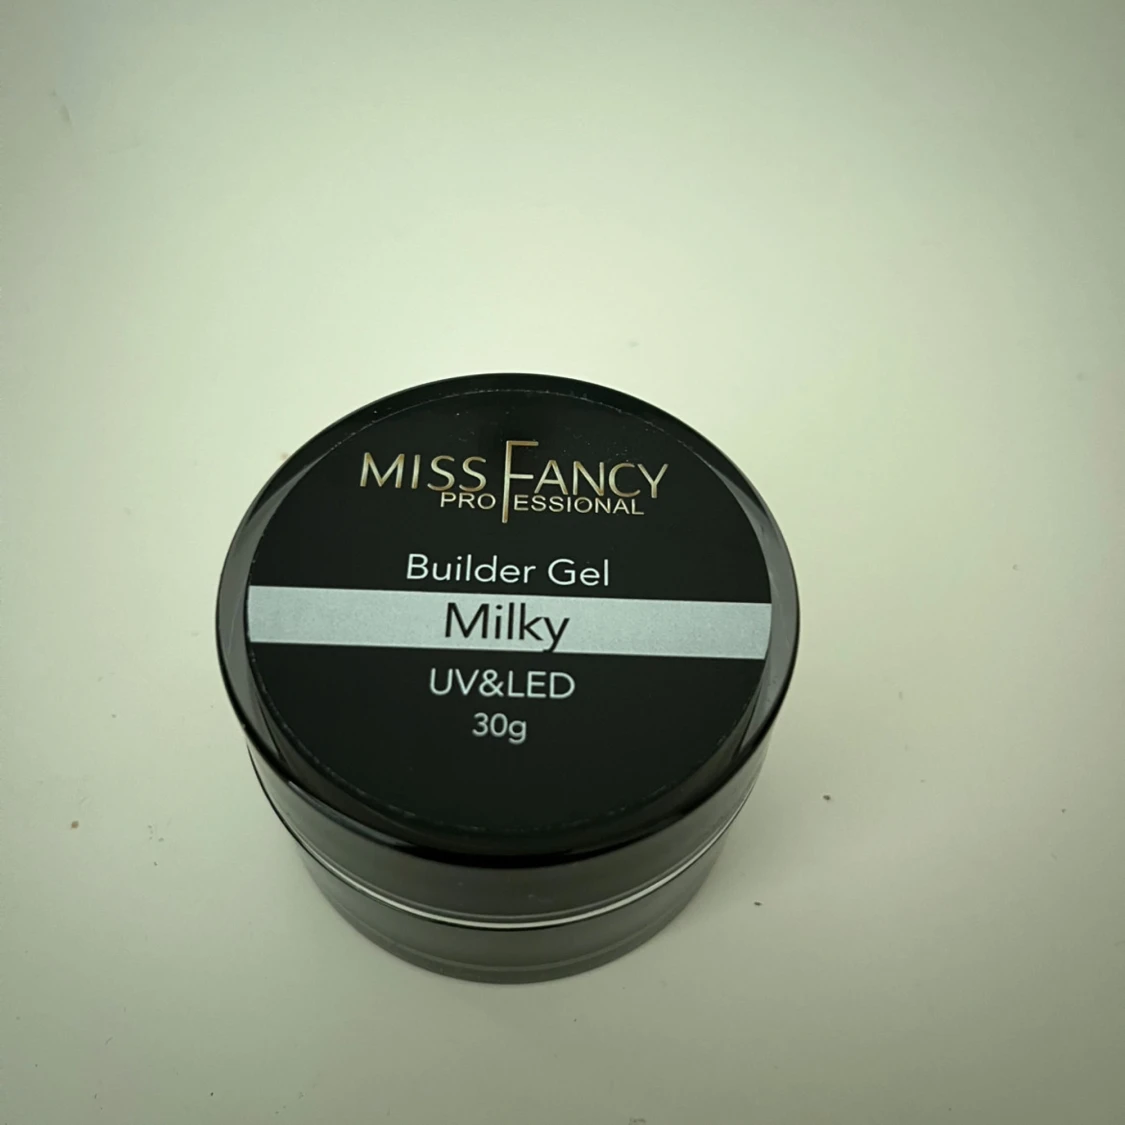 MISS FANCY
PROFESSIONAL
Builder Gel
Milky
UV&LED
30g